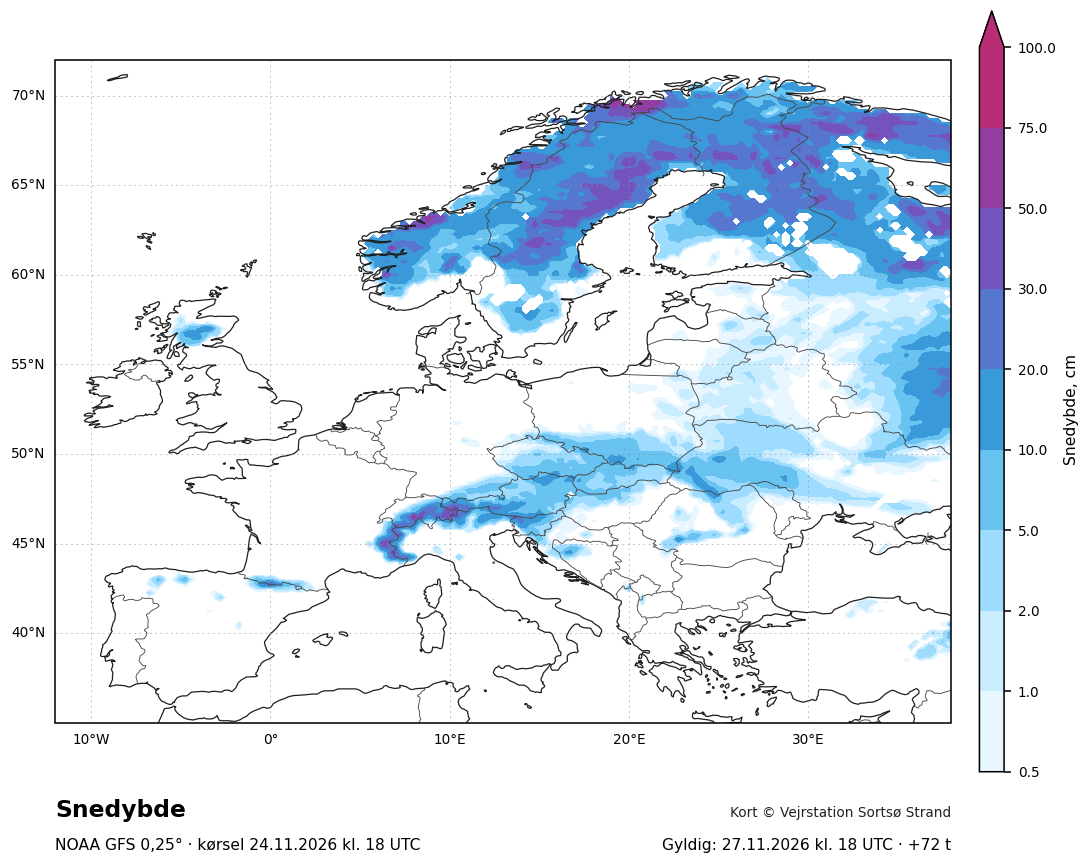 70°N
65°N
60°N
55°N
50°N
45°N
40°N
10°W
0°
10°E
20°E
30°E
100.0
75.0
50.0
30.0
20.0
10.0
5.0
2.0
1.0
0.5
Snedybde, cm
Snedybde
Kort © Vejrstation Sortsø Strand
NOAA GFS 0,25° · kørsel 24.11.2026 kl. 18 UTC
Gyldig: 27.11.2026 kl. 18 UTC · +72 t